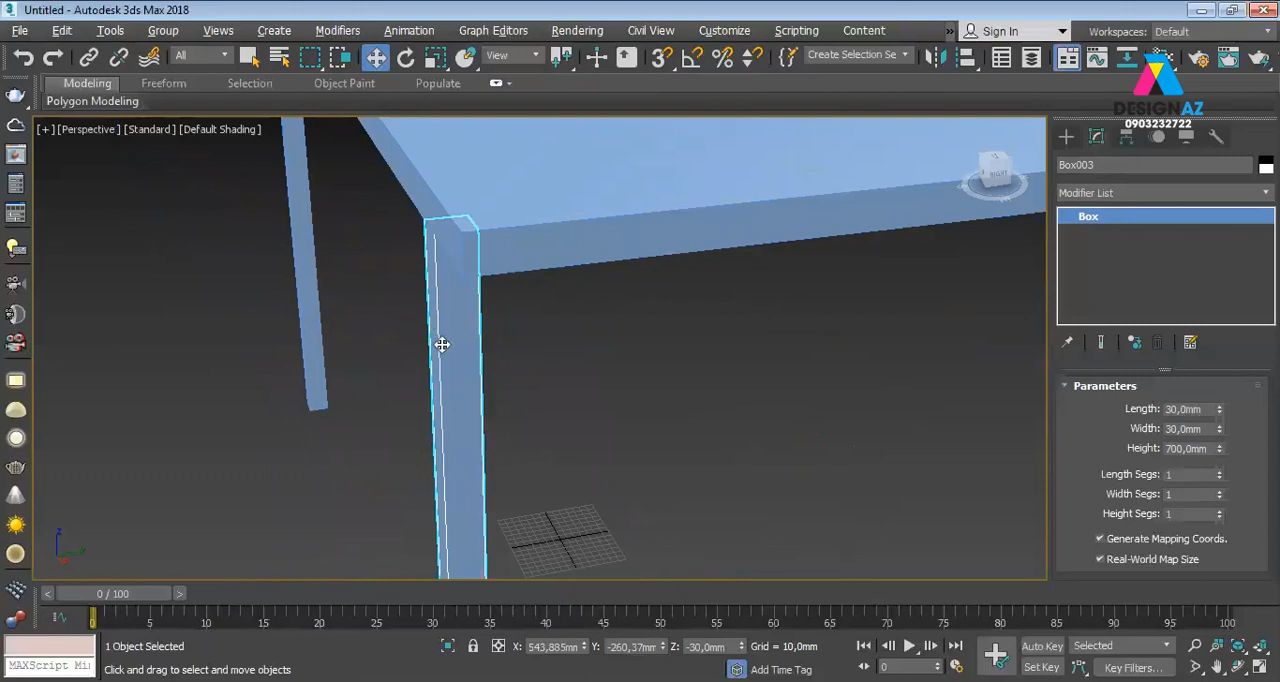 Untitled - Autodesk 3ds Max 2018
File Edit Tools Group Views Create Modifiers Animation Graph Editors Rendering Civil View Customize Scripting Content » Sign In Workspaces: Default
All View Create Selection Se
Modeling Freeform Selection Object Paint Populate
Polygon Modeling
DESIGNAZ
0903232722
[+] [Perspective] [Standard] [Default Shading]
RIGHT
Box003
Modifier List
Box
Parameters
Length: 30,0mm
Width: 30,0mm
Height: 700,0mm
Length Segs: 1
Width Segs: 1
Height Segs: 1
Generate Mapping Coords.
Real-World Map Size
z
< 0 / 100 >
0 5 10 15 20 25 30 35 40 45 50 55 60 65 70 75 80 85 90 95 100
1 Object Selected X: 543,885mn Y: -260,37mm Z: -30,0mm Grid = 10,0mm Auto Key Selected
MAXScript Mi Click and drag to select and move objects Add Time Tag 0 Set Key Key Filters...